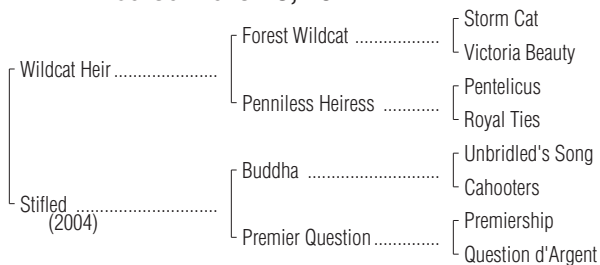 Storm Cat
Forest Wildcat ..................
Victoria Beauty
Wildcat Heir ......................
Pentelicus
Penniless Heiress ............
Royal Ties
Unbridled's Song
Buddha ............................
Cahooters
Stifled ..............................
(2004)
Premiership
Premier Question..............
Question d'Argent